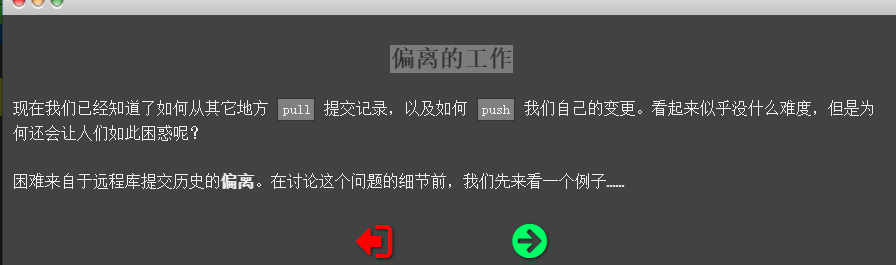 偏离的工作
现在我们已经知道了如何从其它地方 pull 提交记录，以及如何 push 我们自己的变更。看起来似乎没什么难度，但是为
何还会让人们如此困惑呢？
困难来自于远程库提交历史的偏离。在讨论这个问题的细节前，我们先来看一个例子……